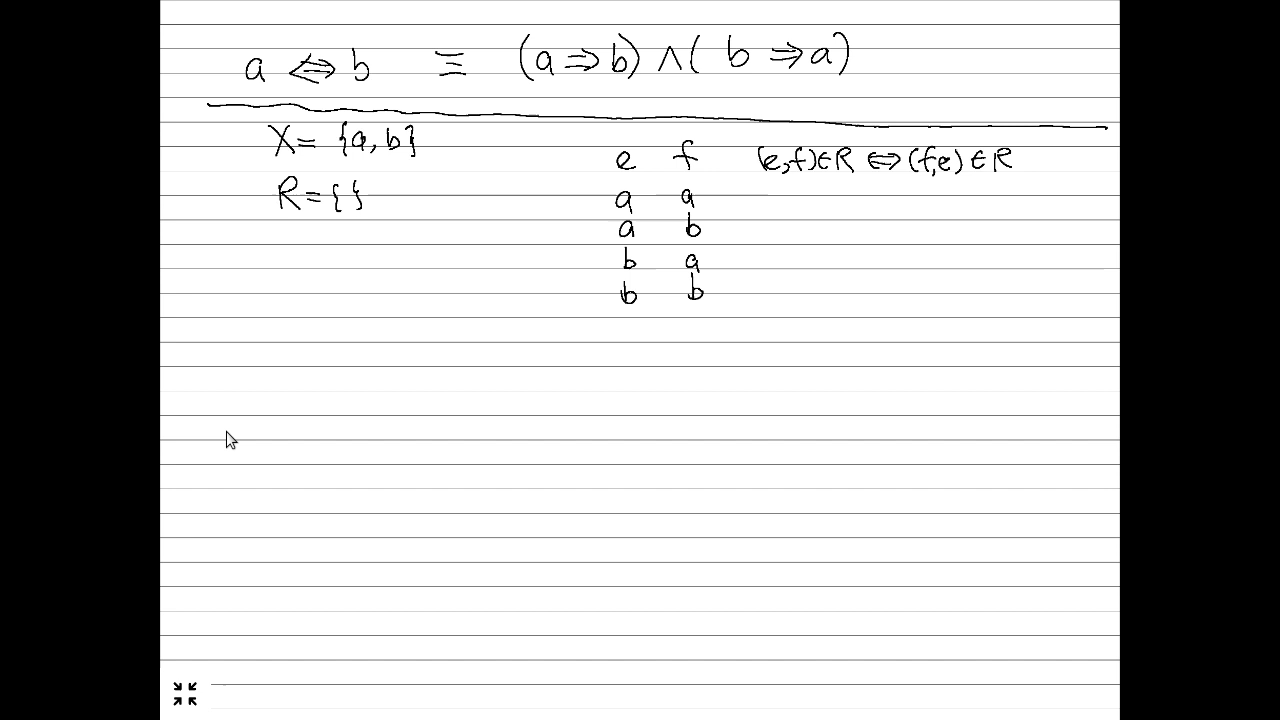 a ⇔ b ≡ (a ⇒ b) ∧ ( b ⇒ a)
X = {a, b}
R = { }
e f (e,f) ∈ R ⇔ (f,e) ∈ R
a a
a b
b a
b b